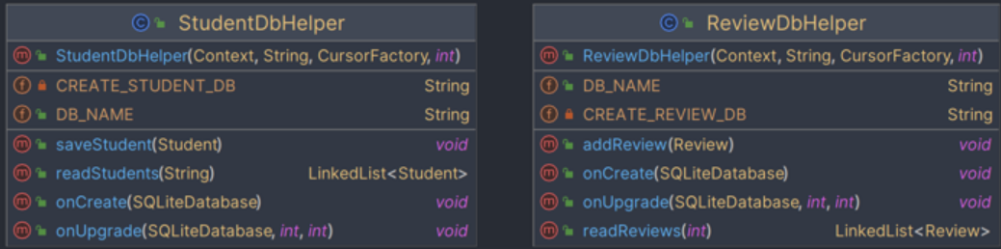 StudentDbHelper
StudentDbHelper(Context, String, CursorFactory, int)
CREATE_STUDENT_DB String
DB_NAME String
saveStudent(Student) void
readStudents(String) LinkedList<Student>
onCreate(SQLiteDatabase) void
onUpgrade(SQLiteDatabase, int, int) void
ReviewDbHelper
ReviewDbHelper(Context, String, CursorFactory, int)
DB_NAME String
CREATE_REVIEW_DB String
addReview(Review) void
onCreate(SQLiteDatabase) void
onUpgrade(SQLiteDatabase, int, int) void
readReviews(int) LinkedList<Review>